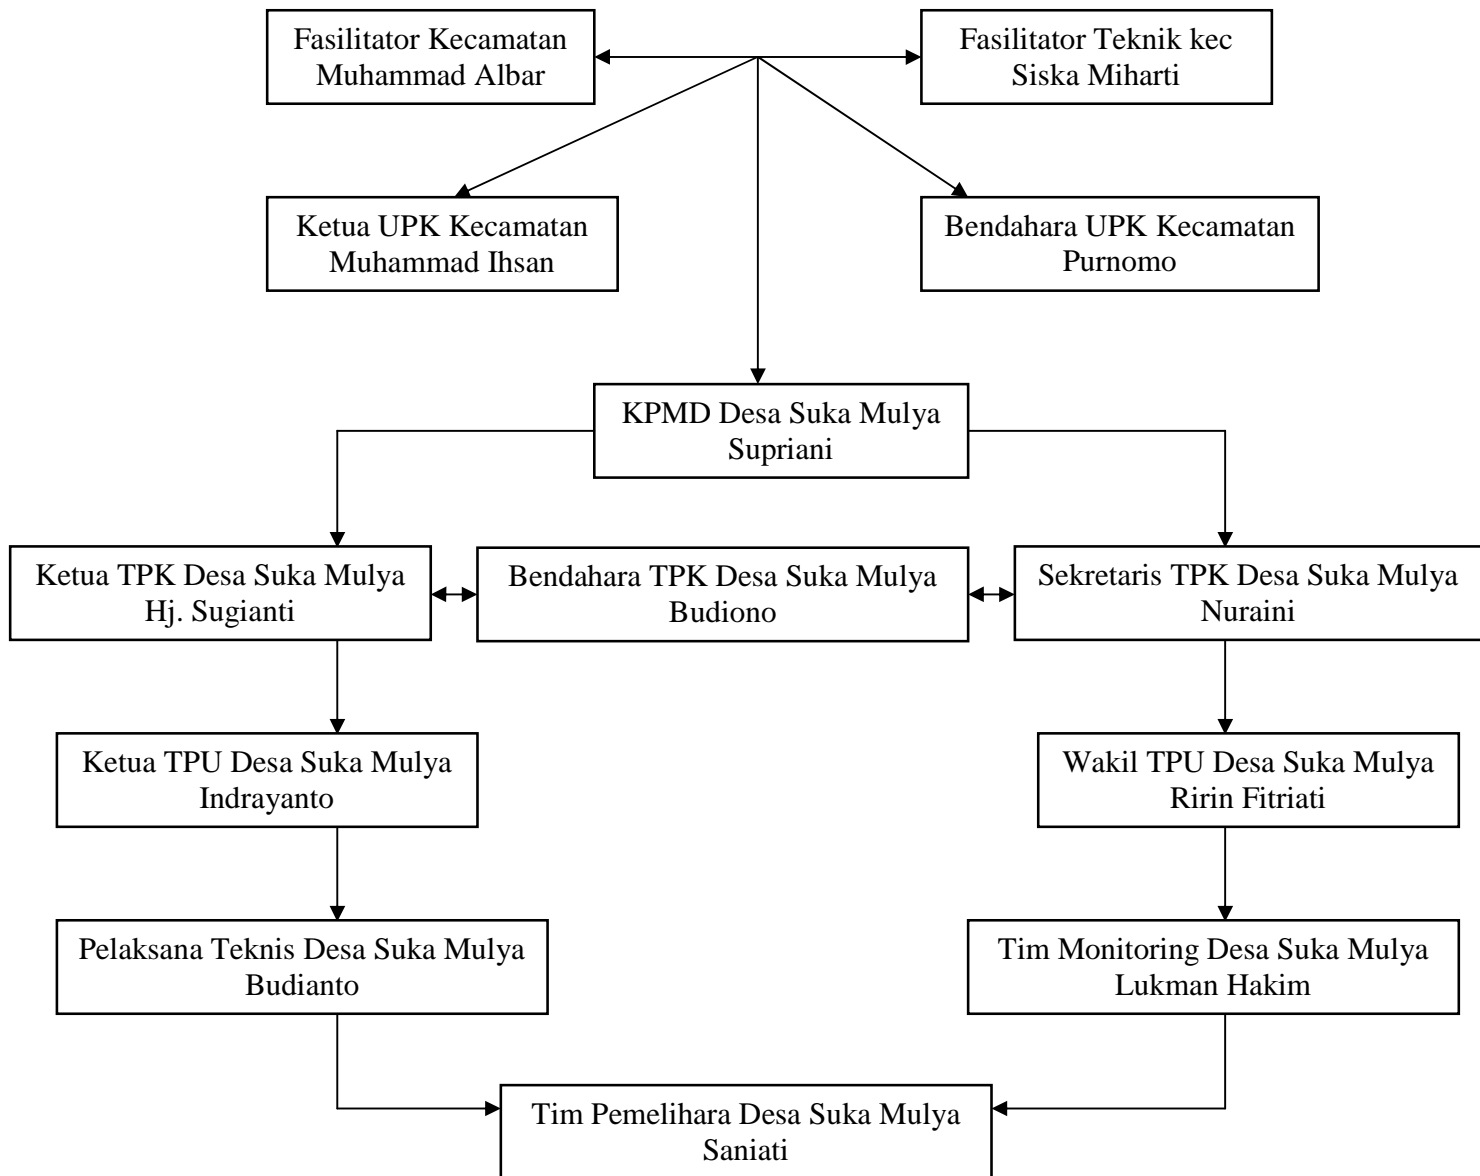 Fasilitator Kecamatan
Muhammad Albar
Fasilitator Teknik kec
Siska Miharti
Ketua UPK Kecamatan
Muhammad Ihsan
Bendahara UPK Kecamatan
Purnomo
KPMD Desa Suka Mulya
Supriani
Ketua TPK Desa Suka Mulya
Hj. Sugianti
Bendahara TPK Desa Suka Mulya
Budiono
Sekretaris TPK Desa Suka Mulya
Nuraini
Ketua TPU Desa Suka Mulya
Indrayanto
Wakil TPU Desa Suka Mulya
Ririn Fitriati
Pelaksana Teknis Desa Suka Mulya
Budianto
Tim Monitoring Desa Suka Mulya
Lukman Hakim
Tim Pemelihara Desa Suka Mulya
Saniati